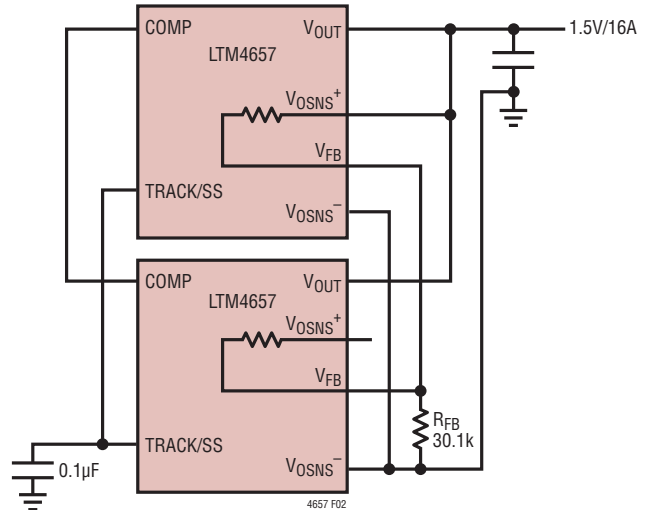 COMP
VOUT
1.5V/16A
LTM4657
VOSNS+
VFB
TRACK/SS
VOSNS–
COMP
VOUT
LTM4657
VOSNS+
VFB
RFB
30.1k
TRACK/SS
0.1µF
VOSNS–
4657 F02